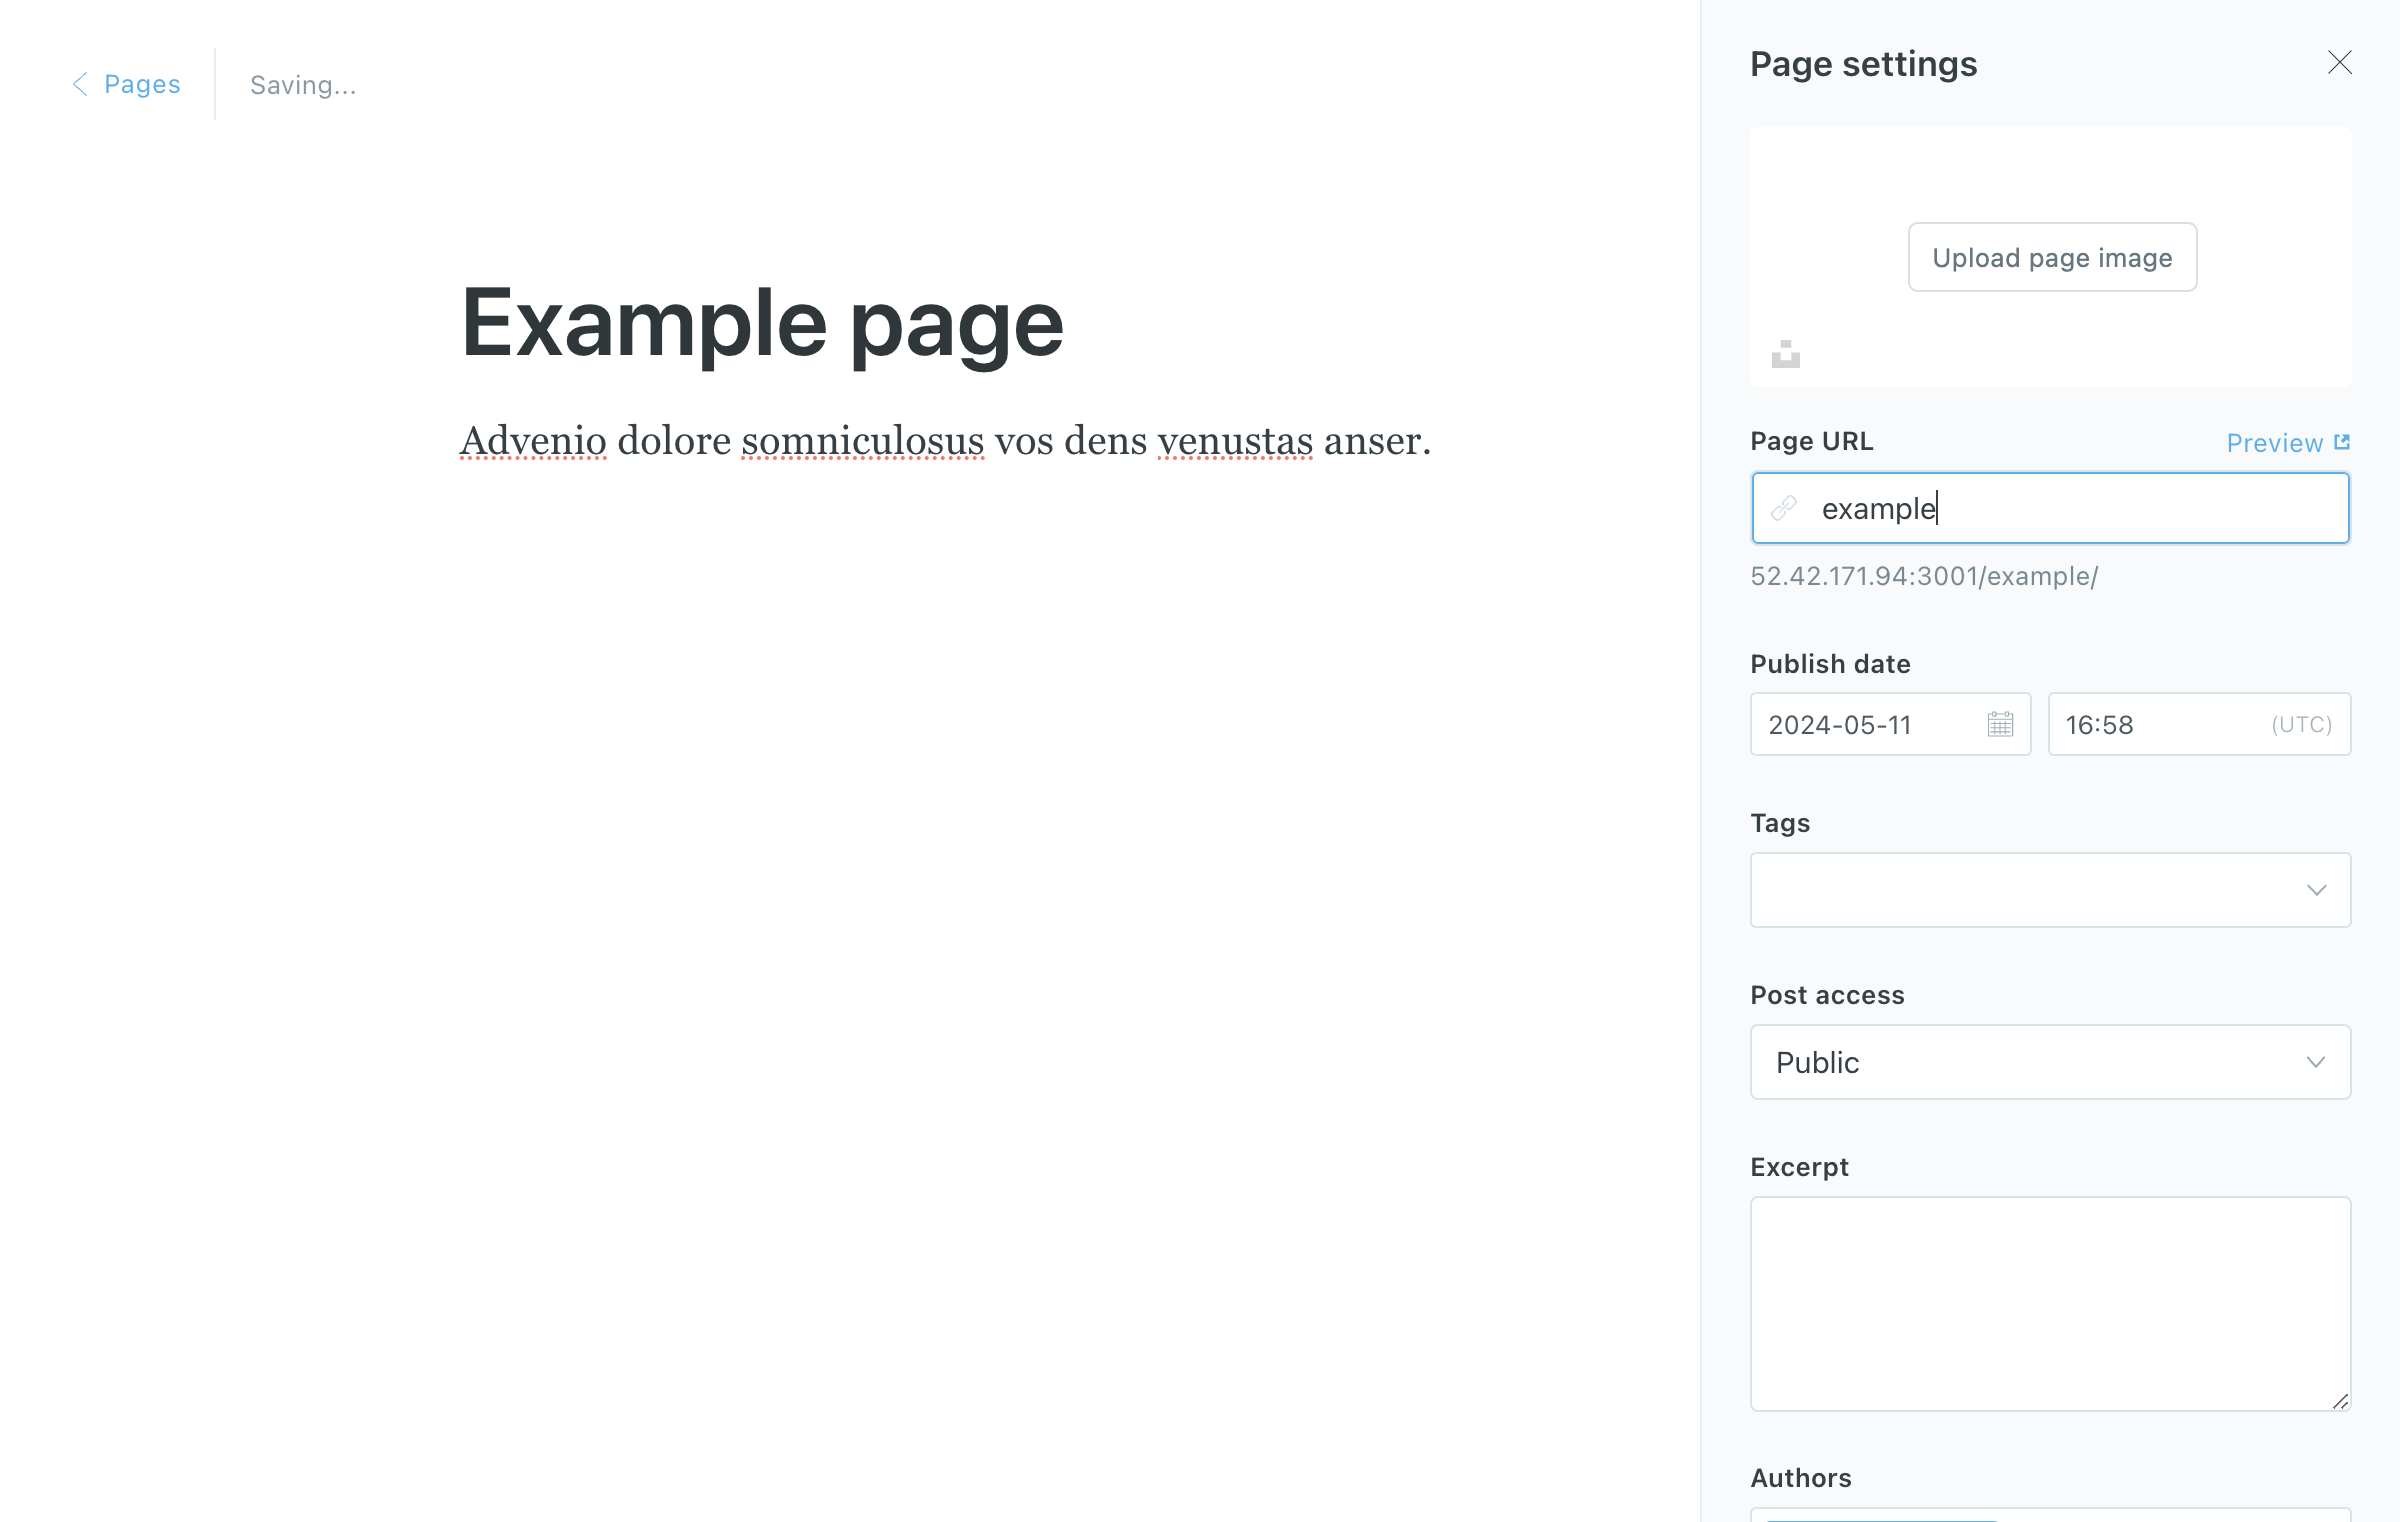 Pages
Saving...
Example page
Advenio dolore somniculosus vos dens venustas anser.
Page settings
Upload page image
Page URL
Preview
example
52.42.171.94:3001/example/
Publish date
2024-05-11
16:58
(UTC)
Tags
Post access
Public
Excerpt
Authors